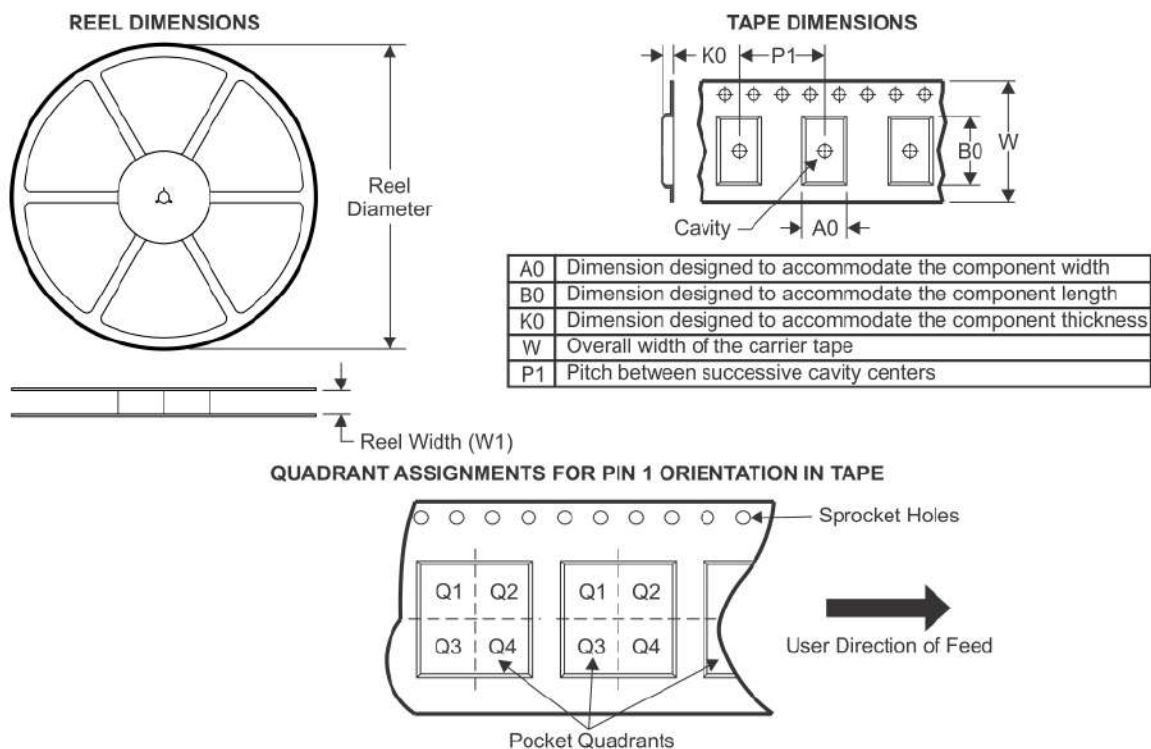 REEL DIMENSIONS
Reel
Diameter
Reel Width (W1)
TAPE DIMENSIONS
K0
P1
B0
W
Cavity
A0
A0 Dimension designed to accommodate the component width
B0 Dimension designed to accommodate the component length
K0 Dimension designed to accommodate the component thickness
W Overall width of the carrier tape
P1 Pitch between successive cavity centers
QUADRANT ASSIGNMENTS FOR PIN 1 ORIENTATION IN TAPE
Sprocket Holes
Q1 Q2 Q1 Q2
Q3 Q4 Q3 Q4
User Direction of Feed
Pocket Quadrants